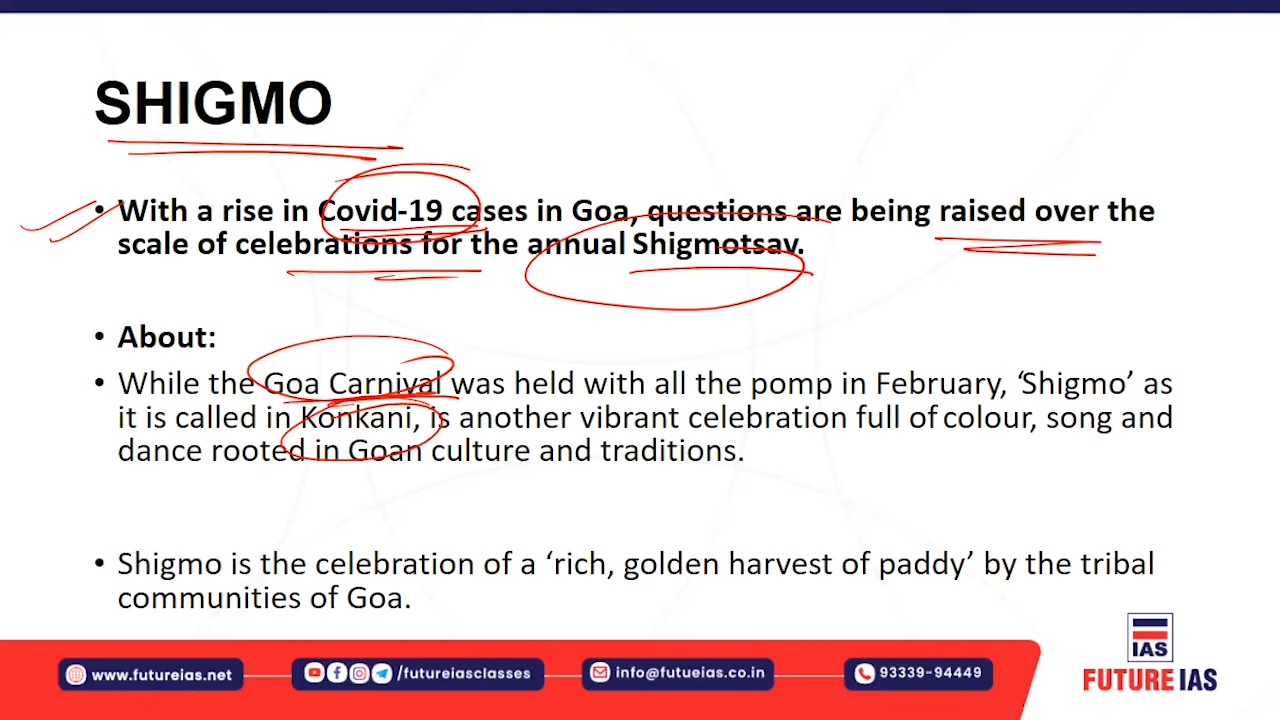 SHIGMO
• With a rise in Covid-19 cases in Goa, questions are being raised over the
scale of celebrations for the annual Shigmotsav.
• About:
• While the Goa Carnival was held with all the pomp in February, ‘Shigmo’ as
it is called in Konkani, is another vibrant celebration full of colour, song and
dance rooted in Goan culture and traditions.
• Shigmo is the celebration of a ‘rich, golden harvest of paddy’ by the tribal
communities of Goa.
www.futureias.net
/futureiasclasses
info@futueias.co.in
93339-94449
IAS
FUTURE IAS